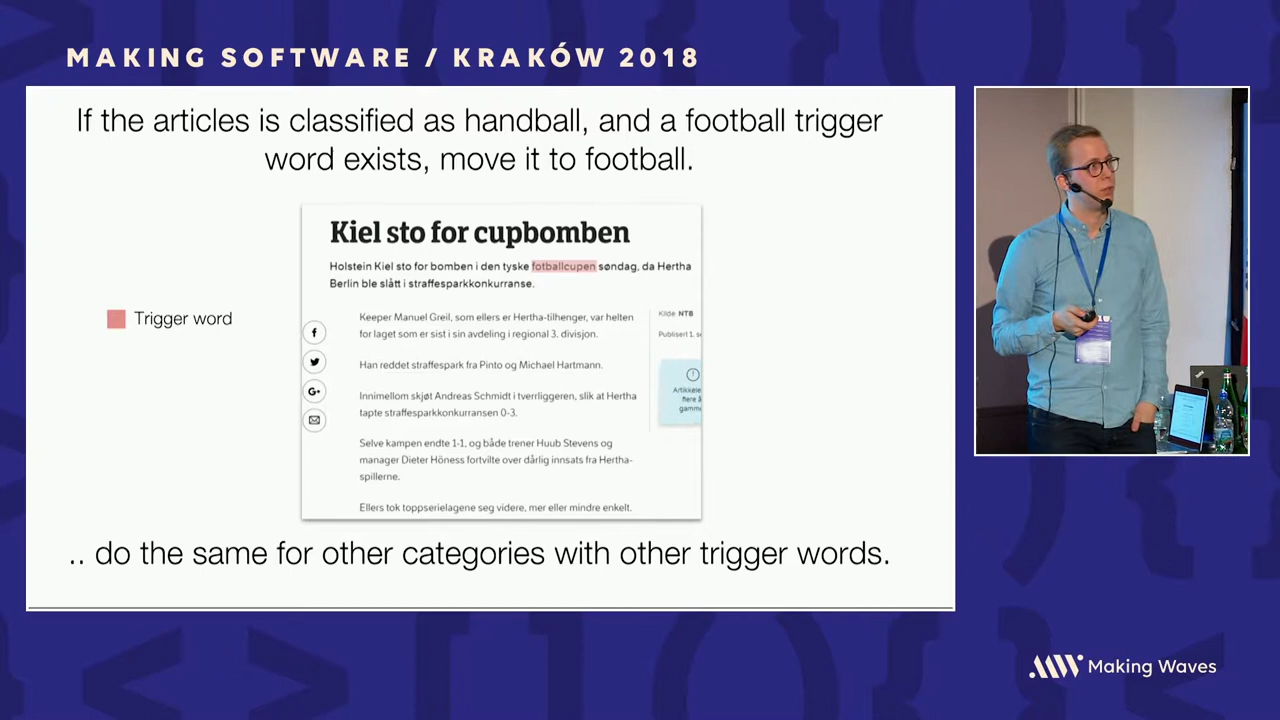 MAKING SOFTWARE / KRAKÓW 2018
If the articles is classified as handball, and a football trigger
word exists, move it to football.
Kiel sto for cupbomben
Holstein Kiel sto for bomben i den tyske fotballcupen søndag, da Hertha
Berlin ble slått i straffesparkkonkurranse.
Trigger word
Keeper Manuel Greil, som ellers er Hertha-tilhenger, var helten
for laget som er sist i sin avdeling i regional 3. divisjon.
Han reddet straffespark fra Pinto og Michael Hartmann.
Innimellom skjøt Andreas Schmidt i tverrliggeren, slik at Hertha
tapte straffesparkkonkurransen 0-3.
Selve kampen endte 1-1, og både trener Huub Stevens og
manager Dieter Höness fortvilte over dårlig innsats fra Hertha-
spillerne.
Ellers tok toppserielagene seg videre, mer eller mindre enkelt.
Kilde: NTB
Publisert 1. s
Artikkele
flere å
gamm
G+
.. do the same for other categories with other trigger words.
Making Waves